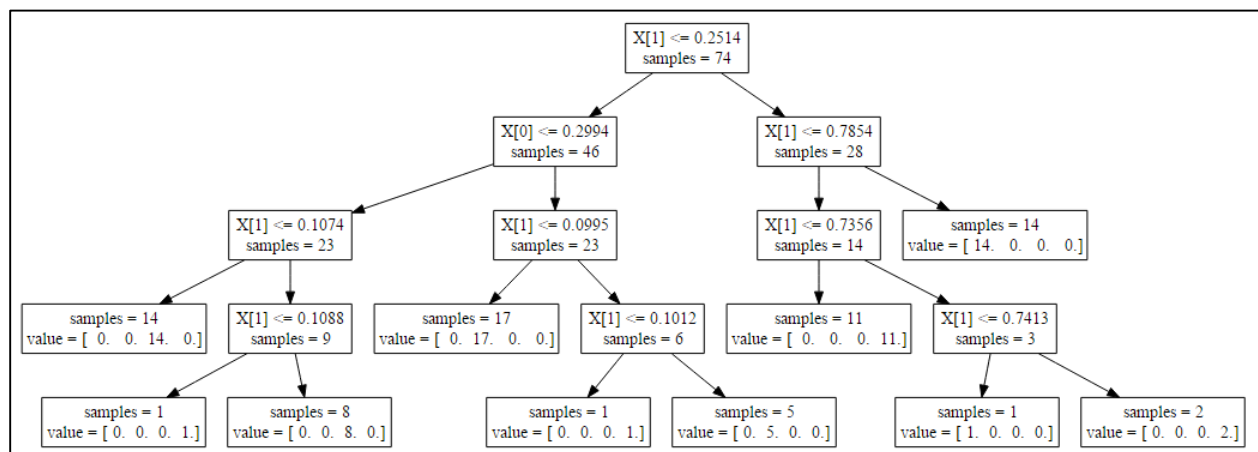 X[1] <= 0.2514
samples = 74
X[0] <= 0.2994
samples = 46
X[1] <= 0.7854
samples = 28
X[1] <= 0.1074
samples = 23
X[1] <= 0.0995
samples = 23
X[1] <= 0.7356
samples = 14
samples = 14
value = [ 14. 0. 0. 0.]
samples = 14
value = [ 0. 0. 14. 0.]
X[1] <= 0.1088
samples = 9
samples = 17
value = [ 0. 17. 0. 0.]
X[1] <= 0.1012
samples = 6
samples = 11
value = [ 0. 0. 0. 11.]
X[1] <= 0.7413
samples = 3
samples = 1
value = [ 0. 0. 0. 1.]
samples = 8
value = [ 0. 0. 8. 0.]
samples = 1
value = [ 0. 0. 0. 1.]
samples = 5
value = [ 0. 5. 0. 0.]
samples = 1
value = [ 1. 0. 0. 0.]
samples = 2
value = [ 0. 0. 0. 2.]